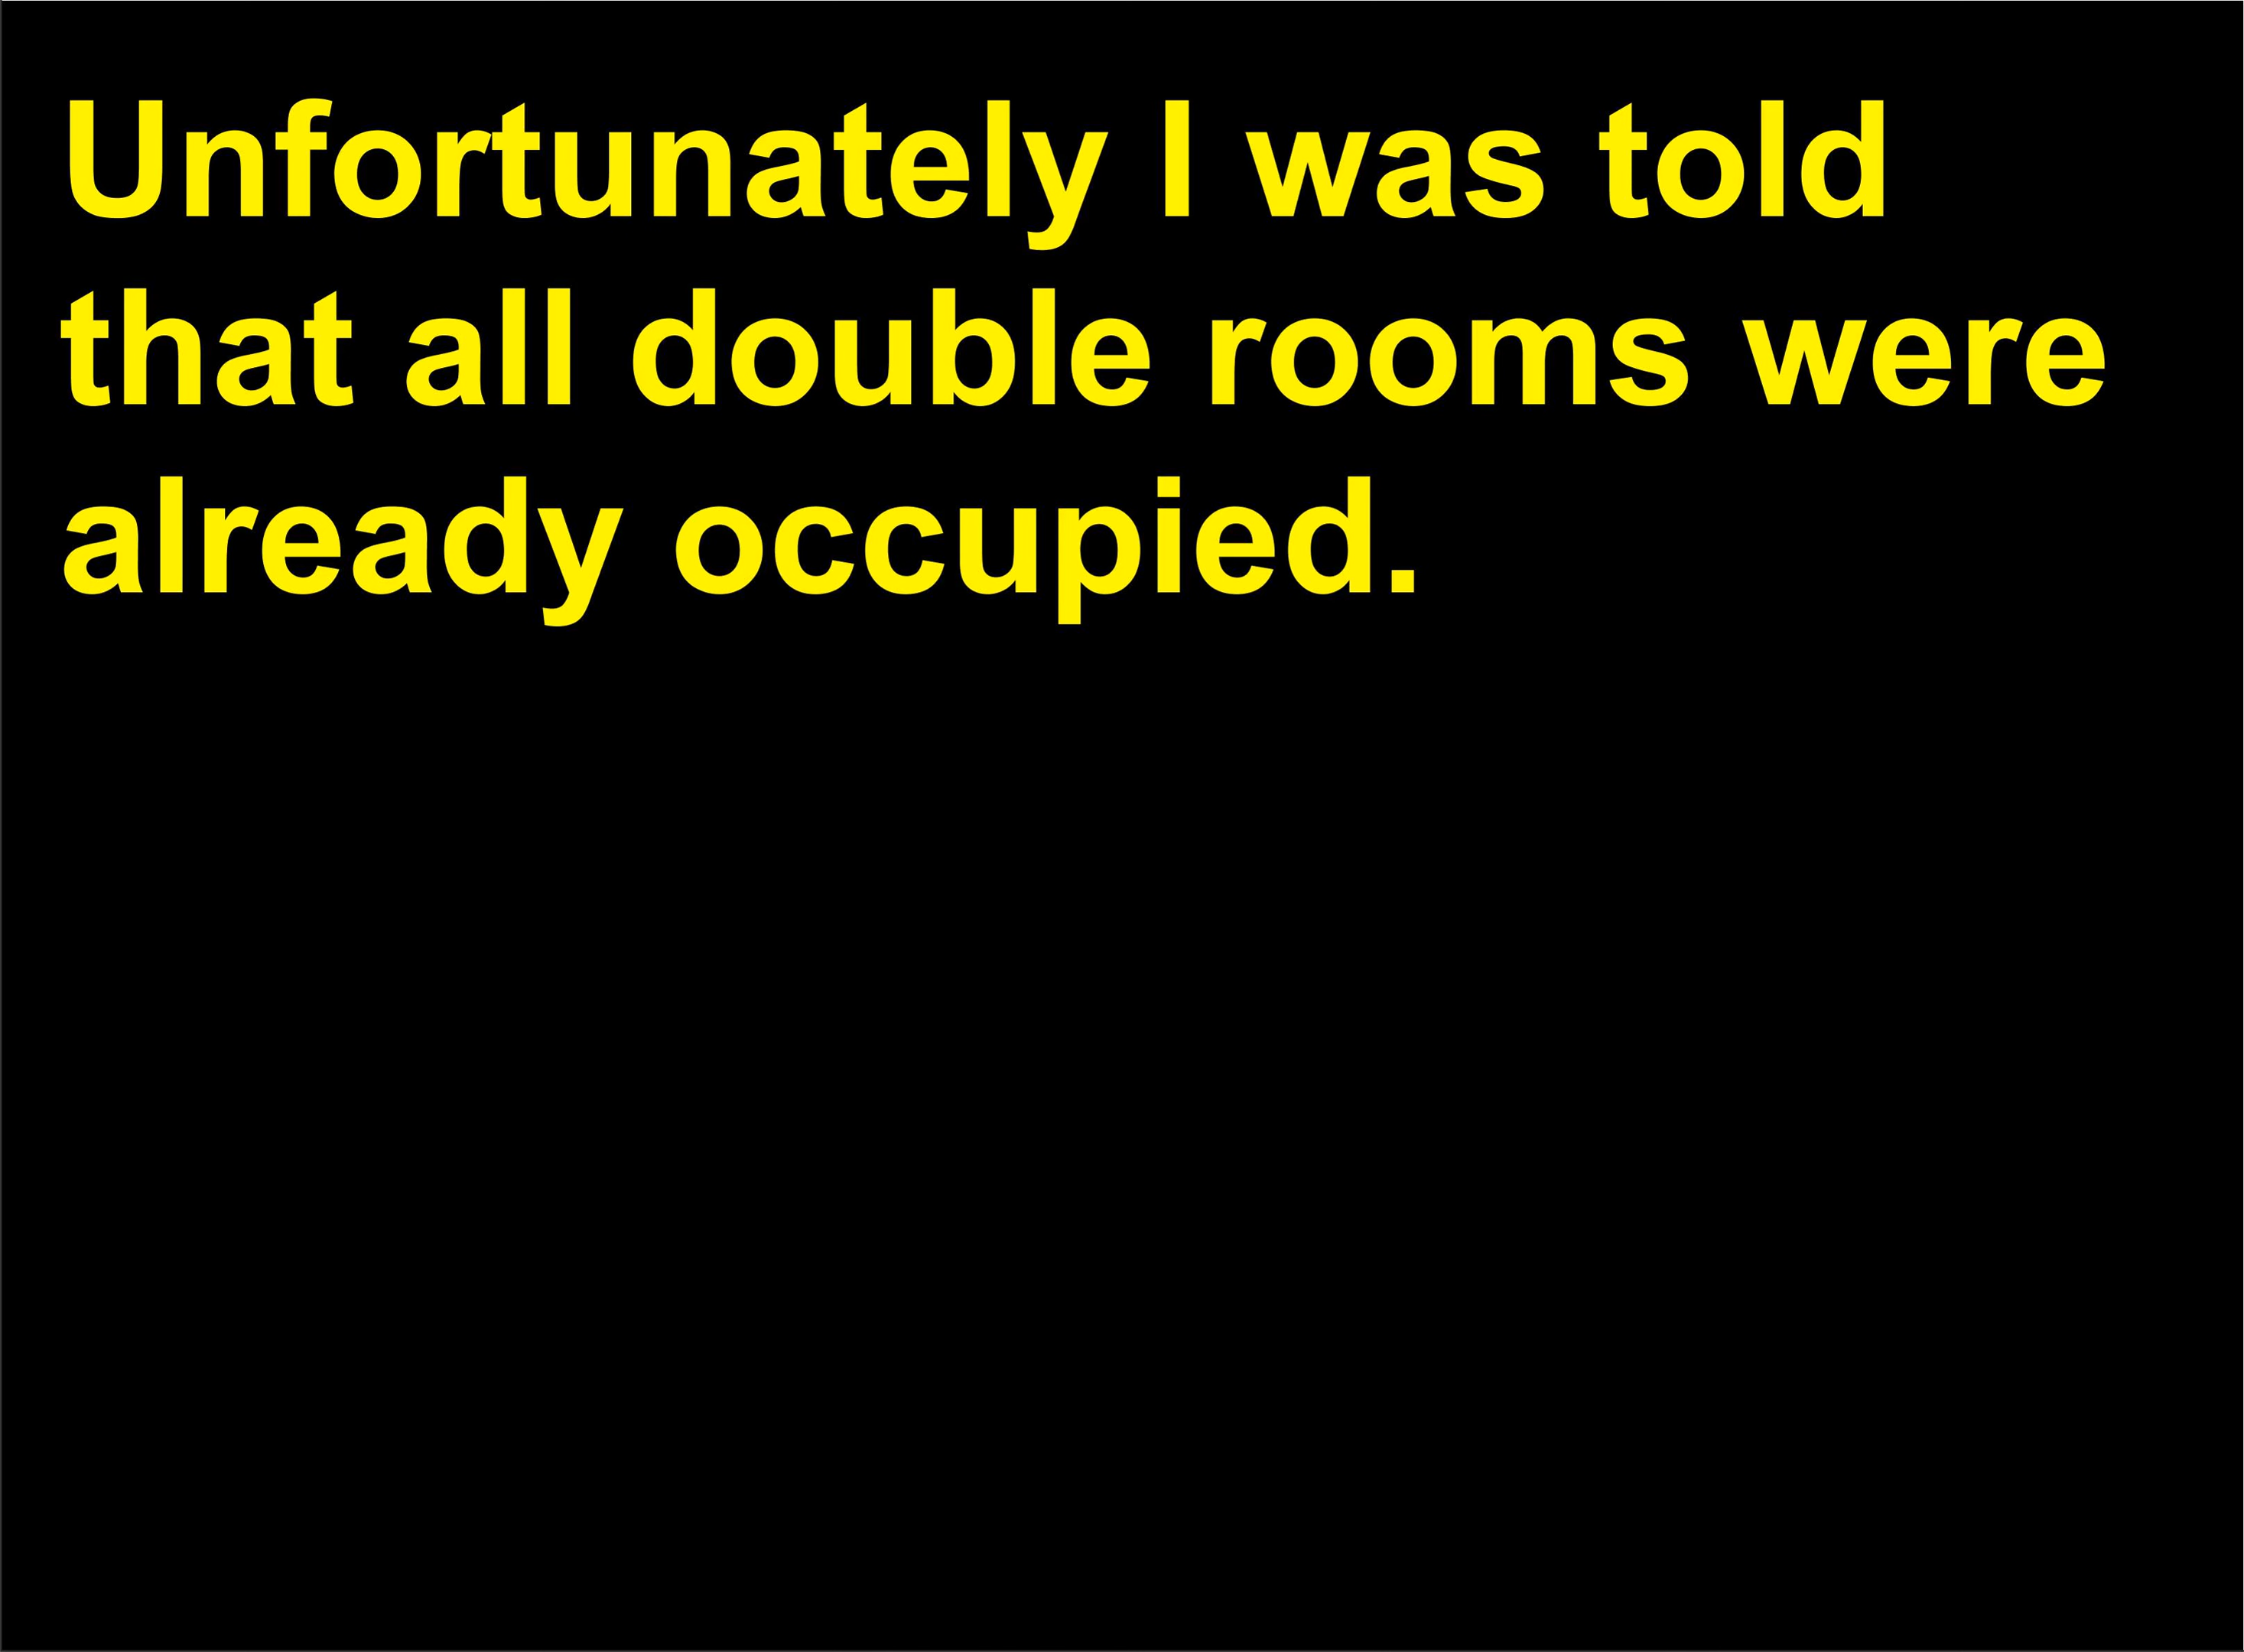 Unfortunately I was told
that all double rooms were
already occupied.